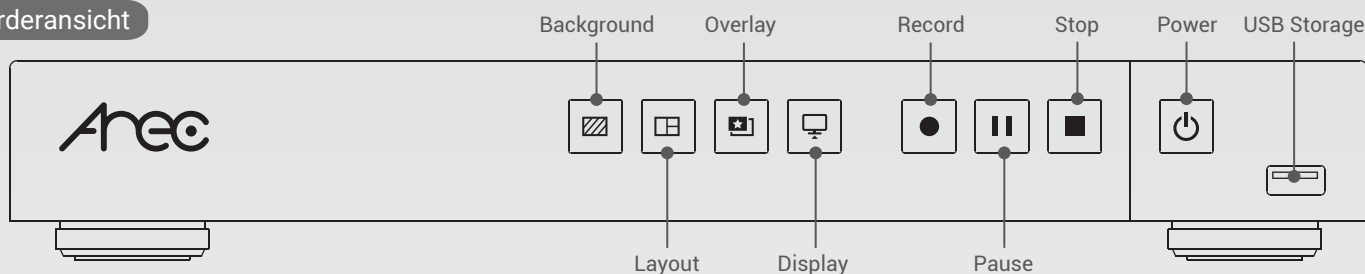 rderansicht
Background Overlay Record Stop Power USB Storage
Arec
Layout Display Pause